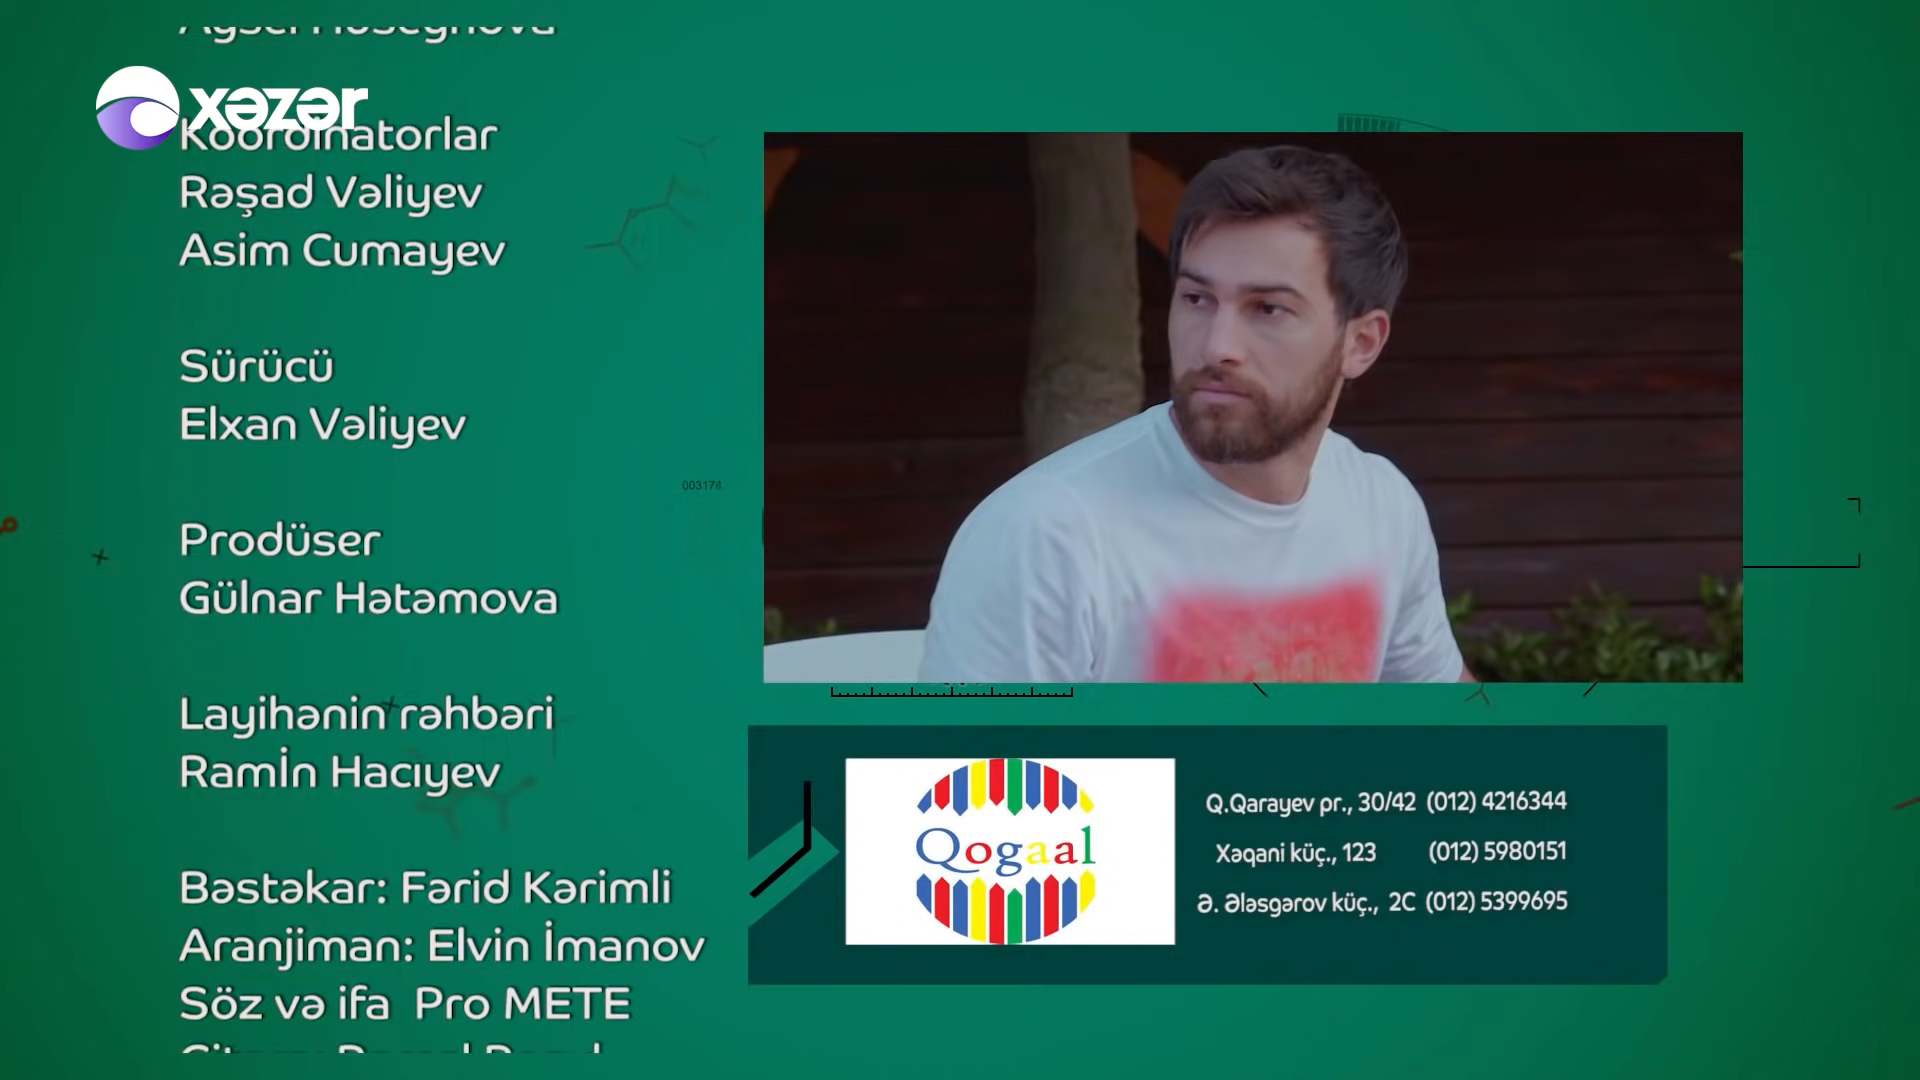 xəzər
Koordinatorlar
Rəşad Vəliyev
Asim Cumayev
Sürücü
Elxan Vəliyev
Prodüser
Gülnar Hətəmova
Layihənin rəhbəri
Ramİn Hacıyev
Bəstəkar: Fərid Kərimli
Aranjiman: Elvin İmanov
Söz və ifa Pro METE
003174
Qogaal
Q.Qarayev pr., 30/42 (012) 4216344
Xəqani küç., 123 (012) 5980151
Ə. Ələsgərov küç., 2C (012) 5399695